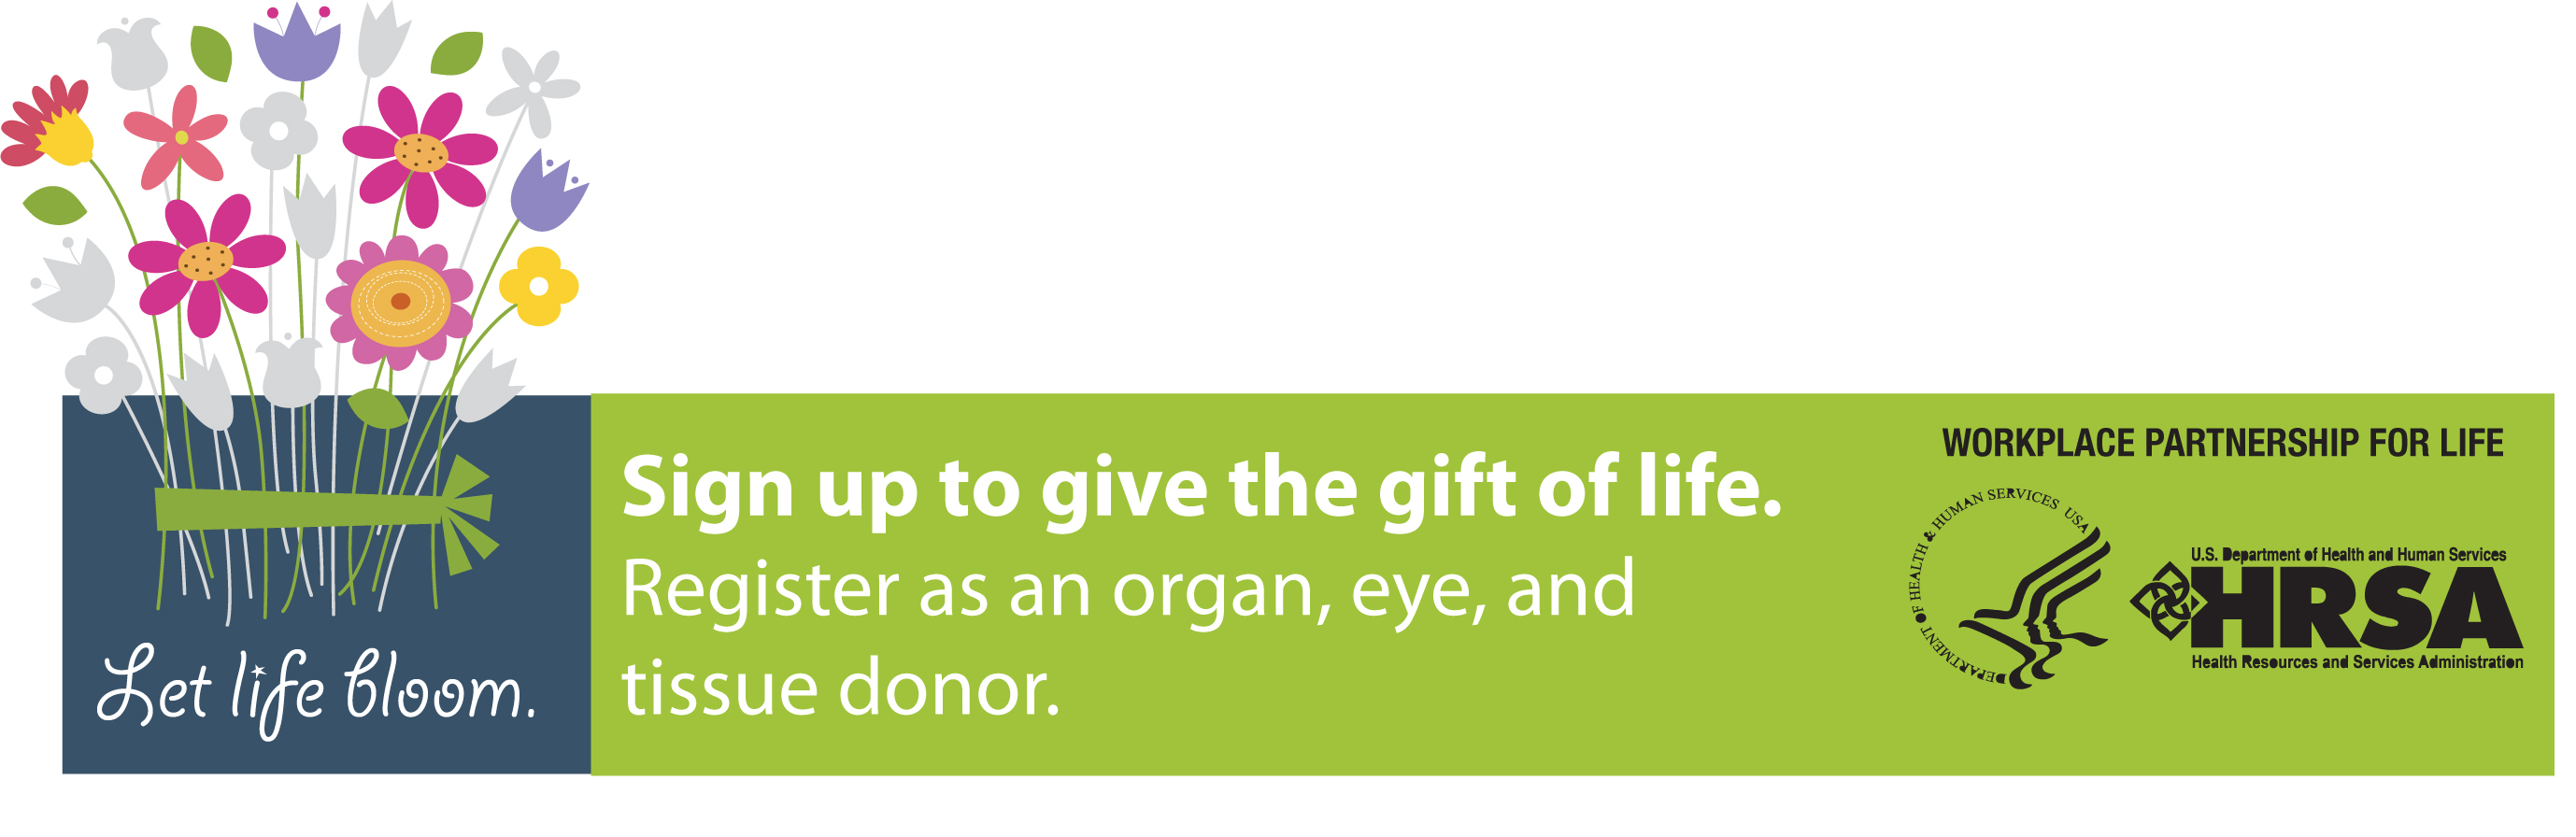 Let life bloom.
Sign up to give the gift of life.
Register as an organ, eye, and
tissue donor.
WORKPLACE PARTNERSHIP FOR LIFE
DEPARTMENT OF HEALTH & HUMAN SERVICES USA
U.S. Department of Health and Human Services
HRSA
Health Resources and Services Administration